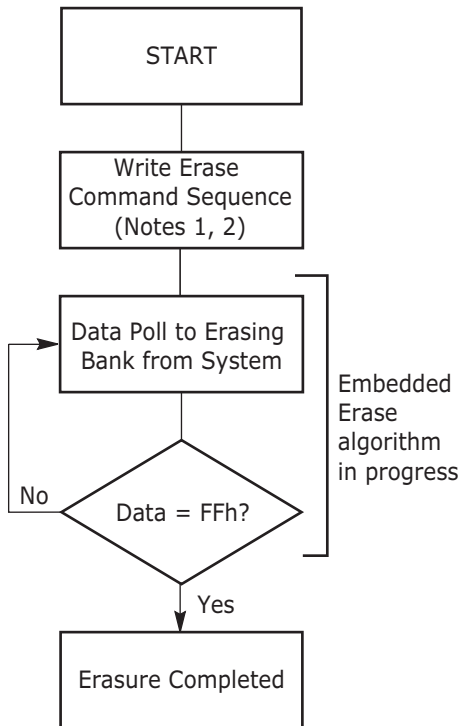 START
Write Erase
Command Sequence
(Notes 1, 2)
Data Poll to Erasing
Bank from System
Embedded
Erase
algorithm
in progress
No
Data = FFh?
Yes
Erasure Completed